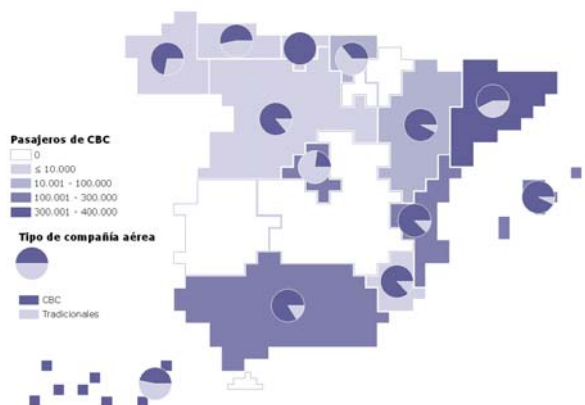 Pasajeros de CBC
0
≤ 10.000
10.001 - 100.000
100.001 - 300.000
300.001 - 400.000
Tipo de compañía aérea
CBC
Tradicionales